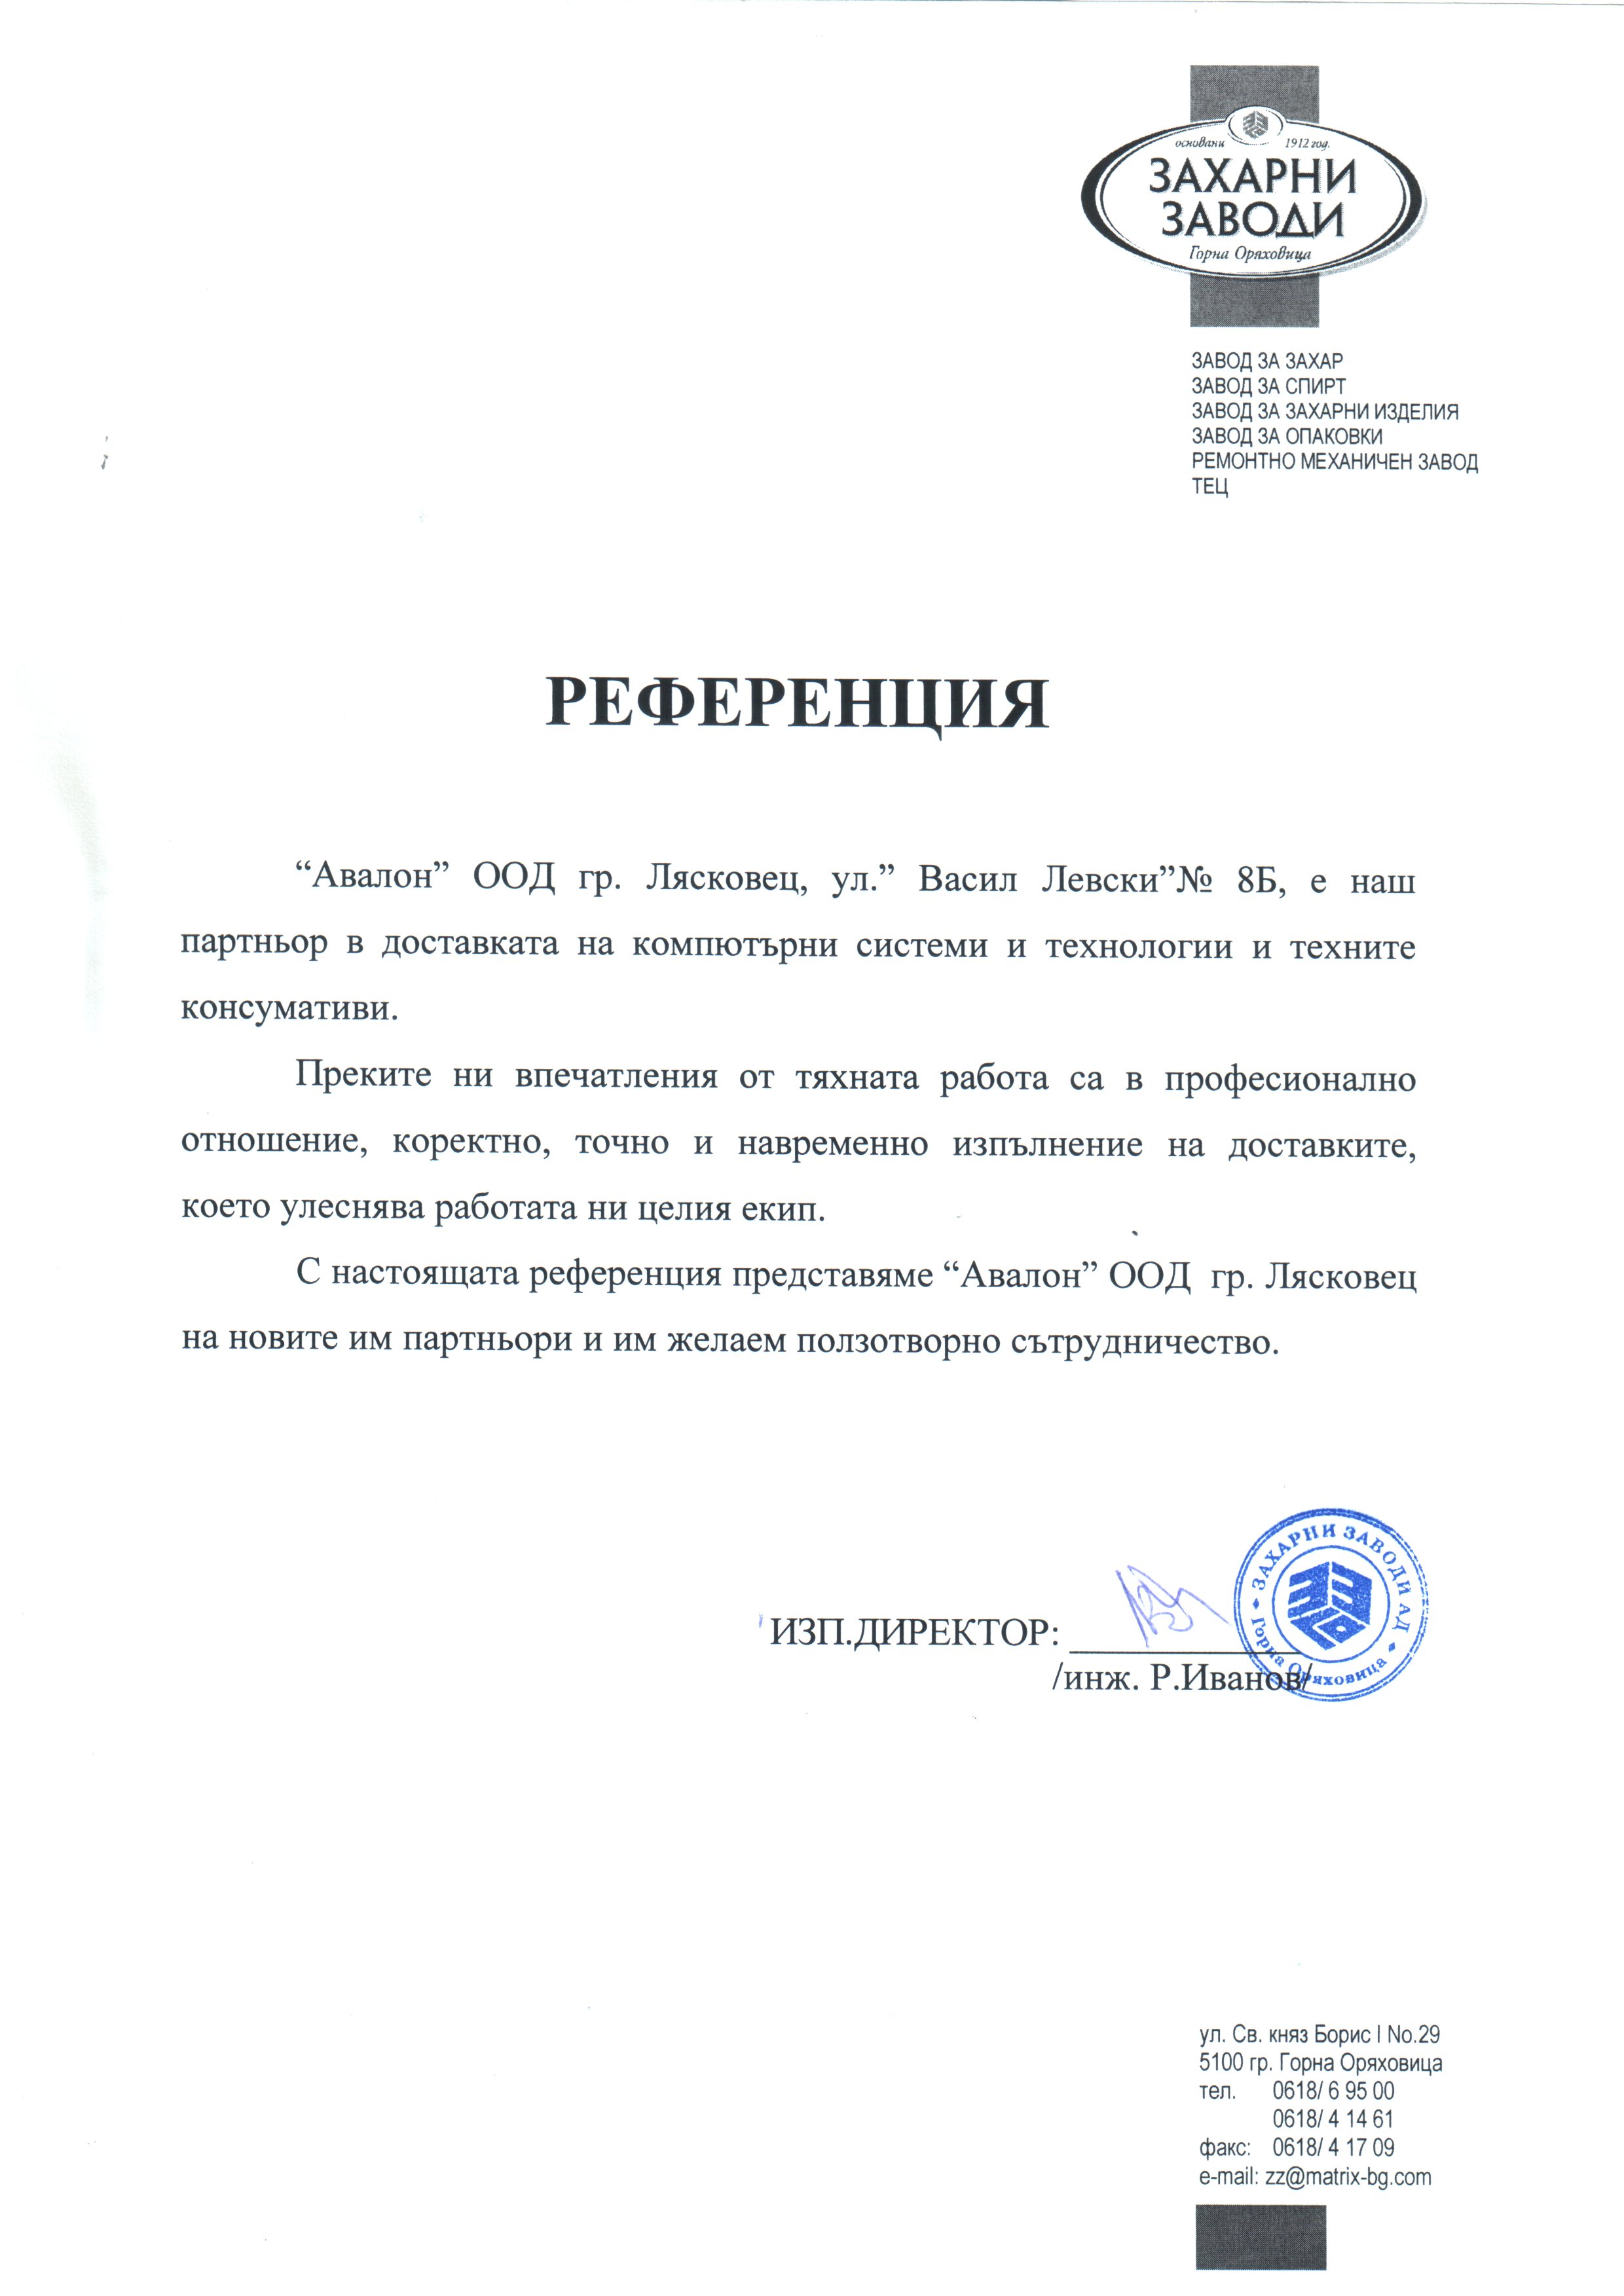 основани 1912 год.
ЗАХАРНИ
ЗАВОДИ
Горна Оряховица
ЗАВОД ЗА ЗАХАР
ЗАВОД ЗА СПИРТ
ЗАВОД ЗА ЗАХАРНИ ИЗДЕЛИЯ
ЗАВОД ЗА ОПАКОВКИ
РЕМОНТНО МЕХАНИЧЕН ЗАВОД
ТЕЦ
РЕФЕРЕНЦИЯ
“Авалон” ООД гр. Лясковец, ул.” Васил Левски”№ 8Б, е наш
партньор в доставката на компютърни системи и технологии и техните
консумативи.
Преките ни впечатления от тяхната работа са в професионално
отношение, коректно, точно и навременно изпълнение на доставките,
което улеснява работата ни целия екип.
С настоящата референция представяме “Авалон” ООД гр. Лясковец
на новите им партньори и им желаем ползотворно сътрудничество.
ЗАХАРНИ ЗАВОДИ АД
Горна Оряховица
ИЗП.ДИРЕКТОР: ____________
/инж. Р.Иванов/
ул. Св. княз Борис I No.29
5100 гр. Горна Оряховица
тел. 0618/ 6 95 00
0618/ 4 14 61
факс: 0618/ 4 17 09
e-mail: zz@matrix-bg.com